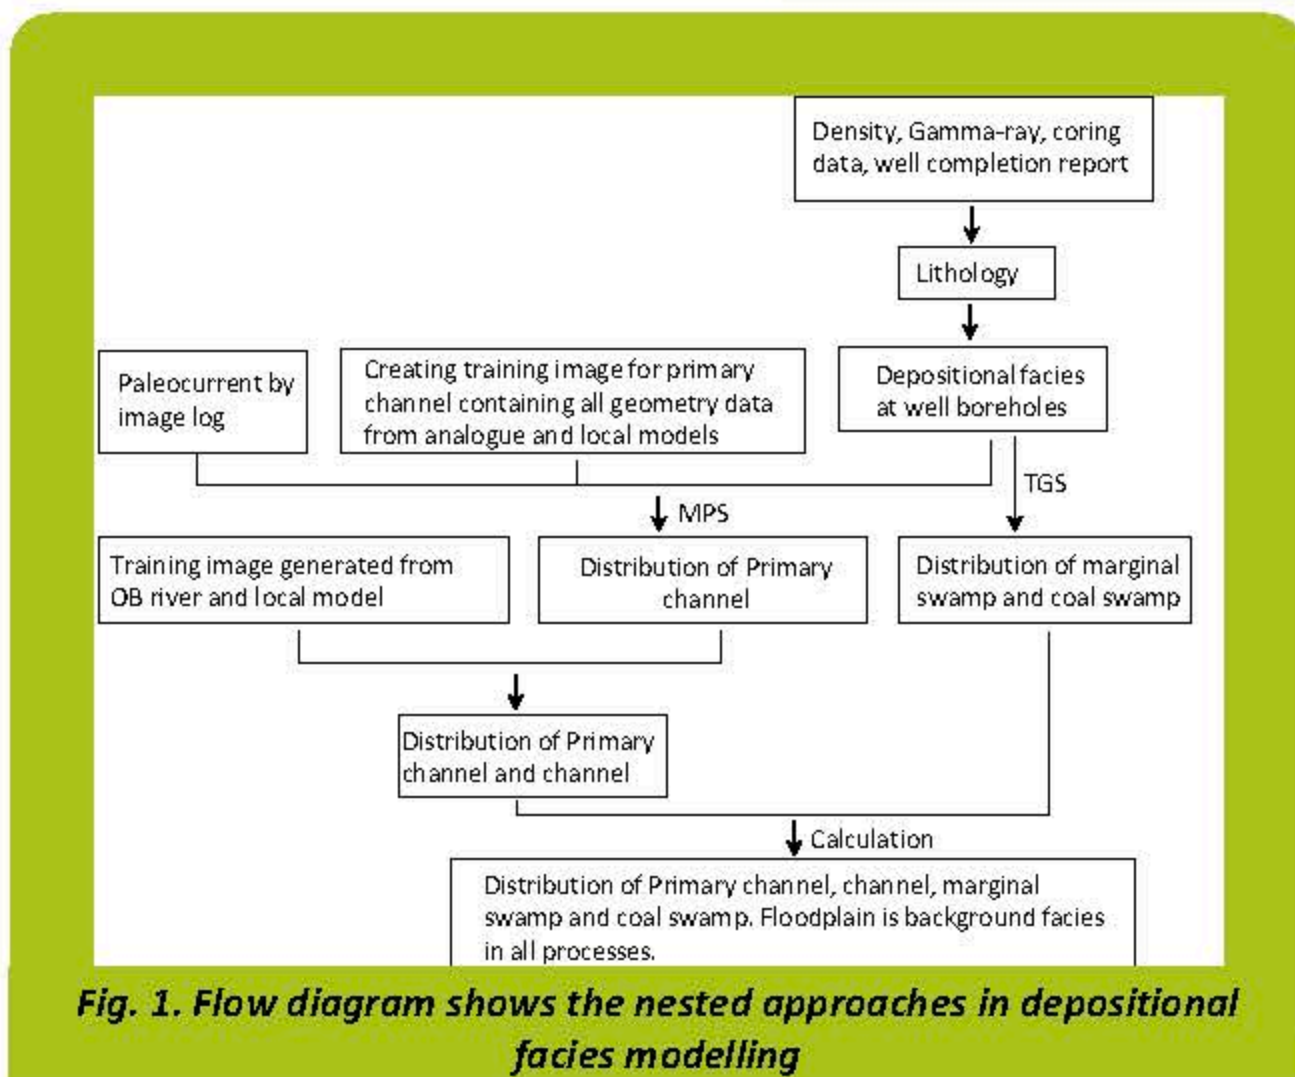 Density, Gamma-ray, coring
data, well completion report
Lithology
Paleocurrent by
image log
Creating training image for primary
channel containing all geometry data
from analogue and local models
Depositional facies
at well boreholes
TGS
MPS
Training image generated from
OB river and local model
Distribution of Primary
channel
Distribution of marginal
swamp and coal swamp
Distribution of Primary
channel and channel
Calculation
Distribution of Primary channel, channel, marginal
swamp and coal swamp. Floodplain is background facies
in all processes.
Fig. 1. Flow diagram shows the nested approaches in depositional
facies modelling